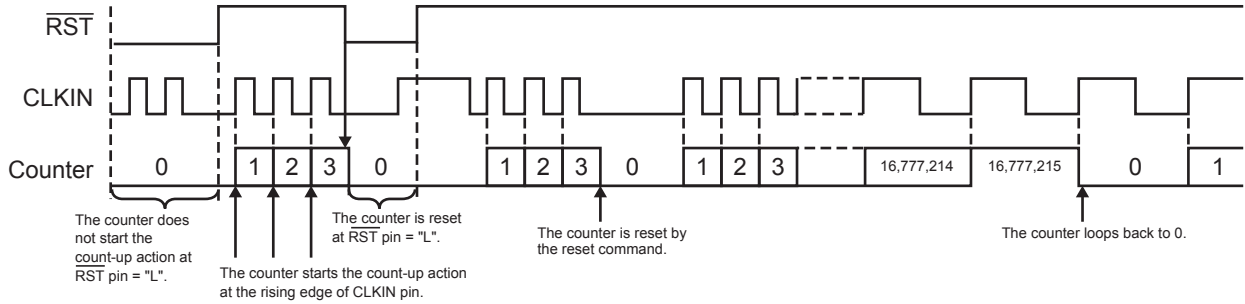 RST
CLKIN
Counter
0 1 2 3 0 1 2 3 0 1 2 3 16,777,214 16,777,215 0 1
The counter does
not start the
count-up action at
RST pin = "L".
The counter is reset
at RST pin = "L".
The counter starts the count-up action
at the rising edge of CLKIN pin.
The counter is reset by
the reset command.
The counter loops back to 0.